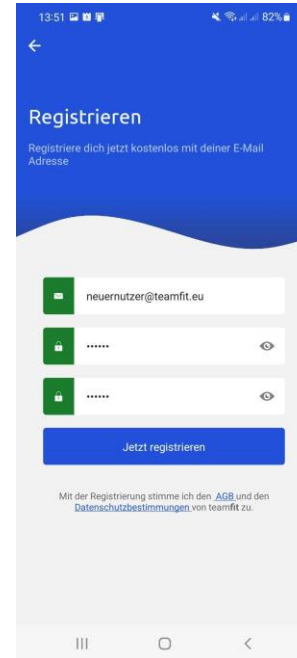 13:51 82%
Registrieren
Registriere dich jetzt kostenlos mit deiner E-Mail
Adresse
neuernutzer@teamfit.eu
••••••
••••••
Jetzt registrieren
Mit der Registrierung stimme ich den AGB und den
Datenschutzbestimmungen von teamfit zu.